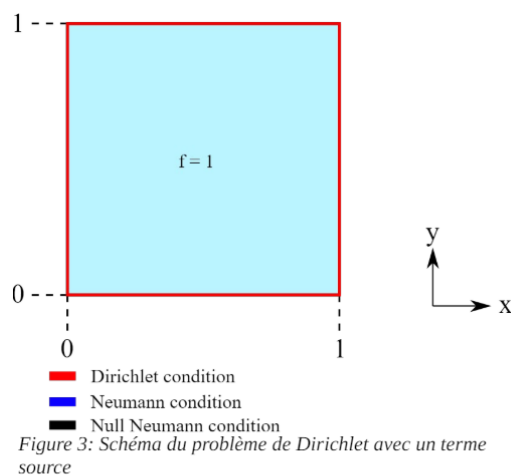 1
f = 1
y
0
x
0 1
Dirichlet condition
Neumann condition
Null Neumann condition
Figure 3: Schéma du problème de Dirichlet avec un terme
source